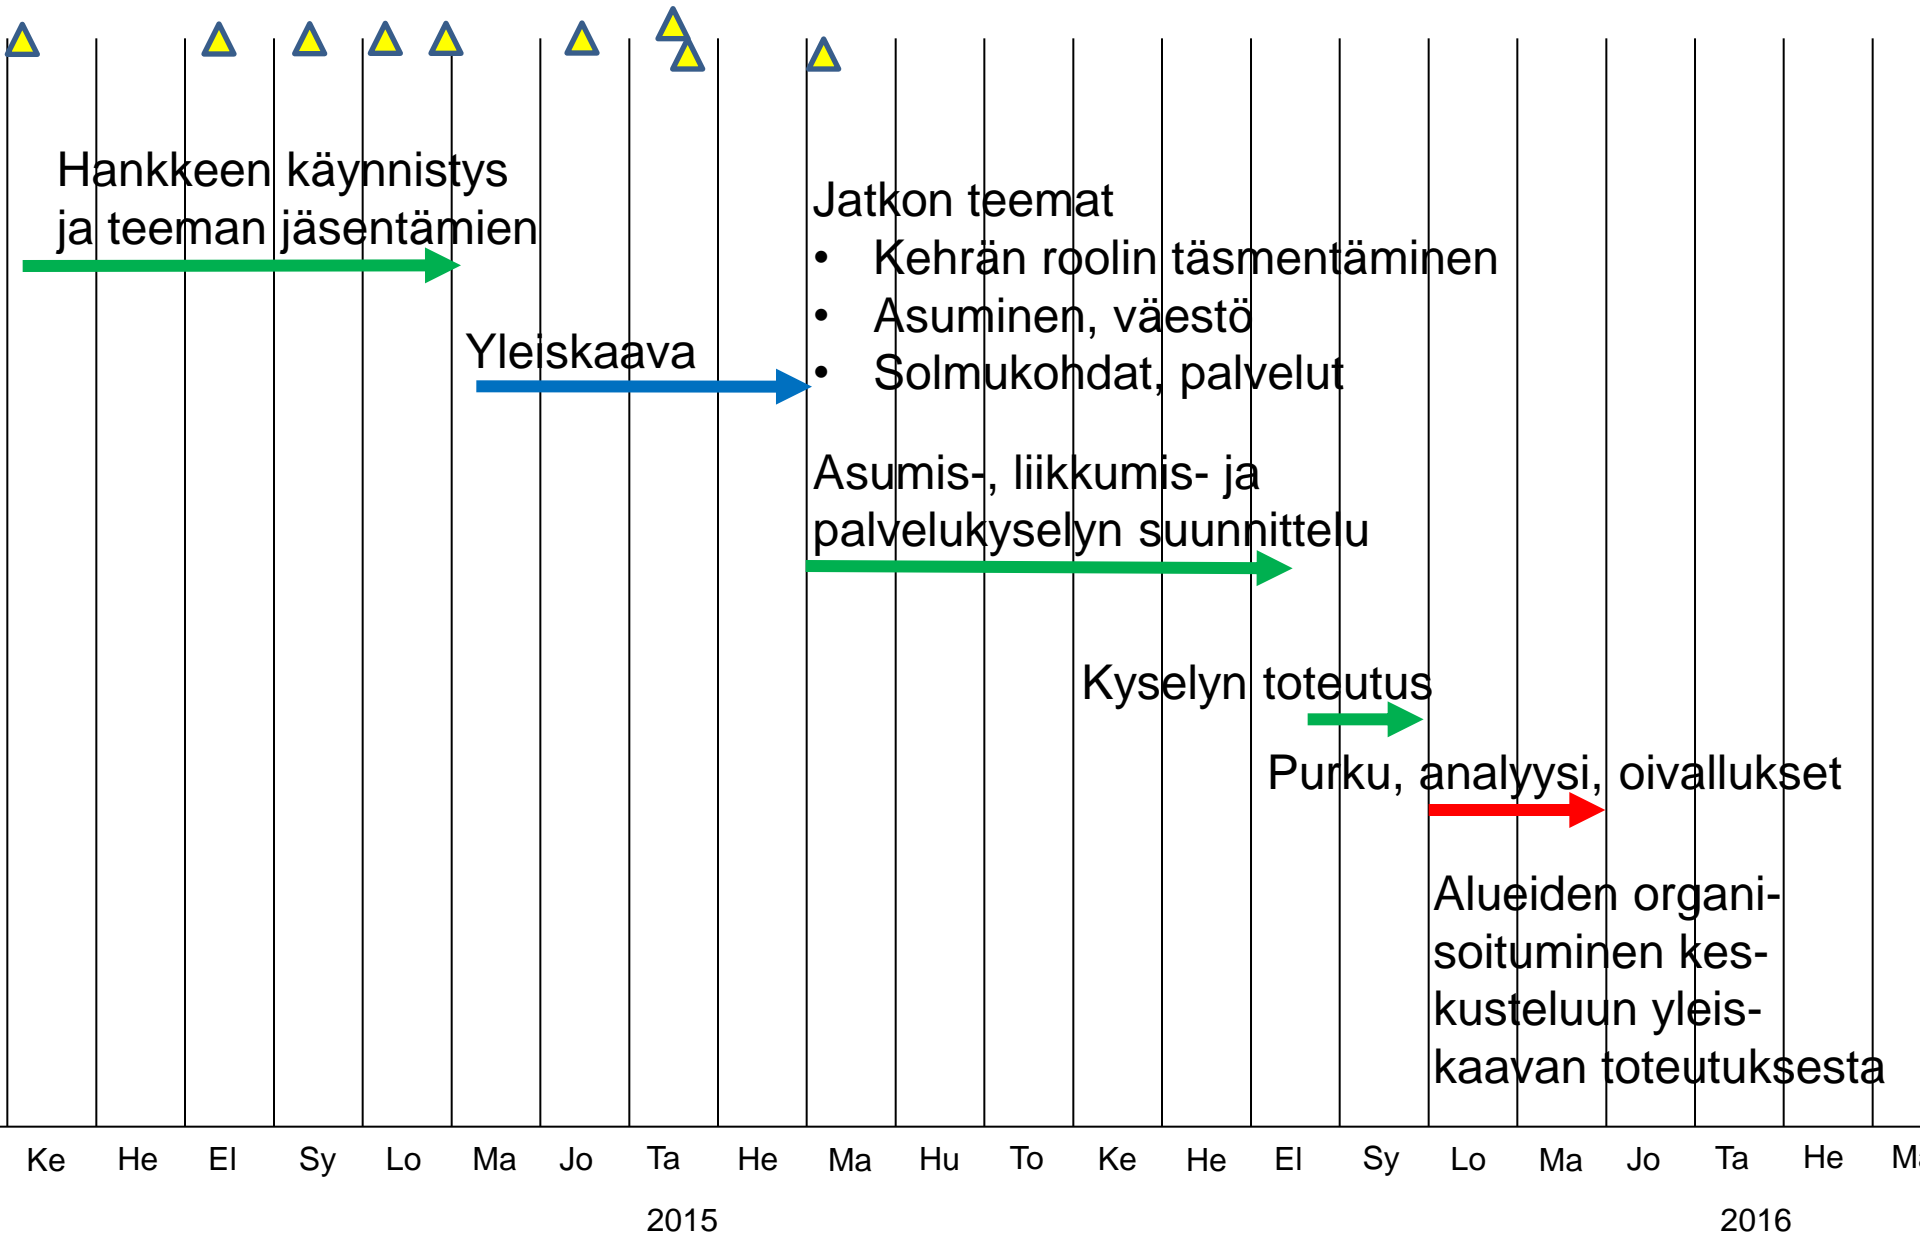 Hankkeen käynnistys
ja teeman jäsentämien
Jatkon teemat
• Kehrän roolin täsmentäminen
• Asuminen, väestö
• Solmukohdat, palvelut
Yleiskaava
Asumis-, liikkumis- ja
palvelukyselyn suunnittelu
Kyselyn toteutus
Purku, analyysi, oivallukset
Alueiden organi-
soituminen kes-
kusteluun yleis-
kaavan toteutuksesta
Ke He El Sy Lo Ma Jo Ta He Ma Hu To Ke He El Sy Lo Ma Jo Ta He Ma
2015 2016